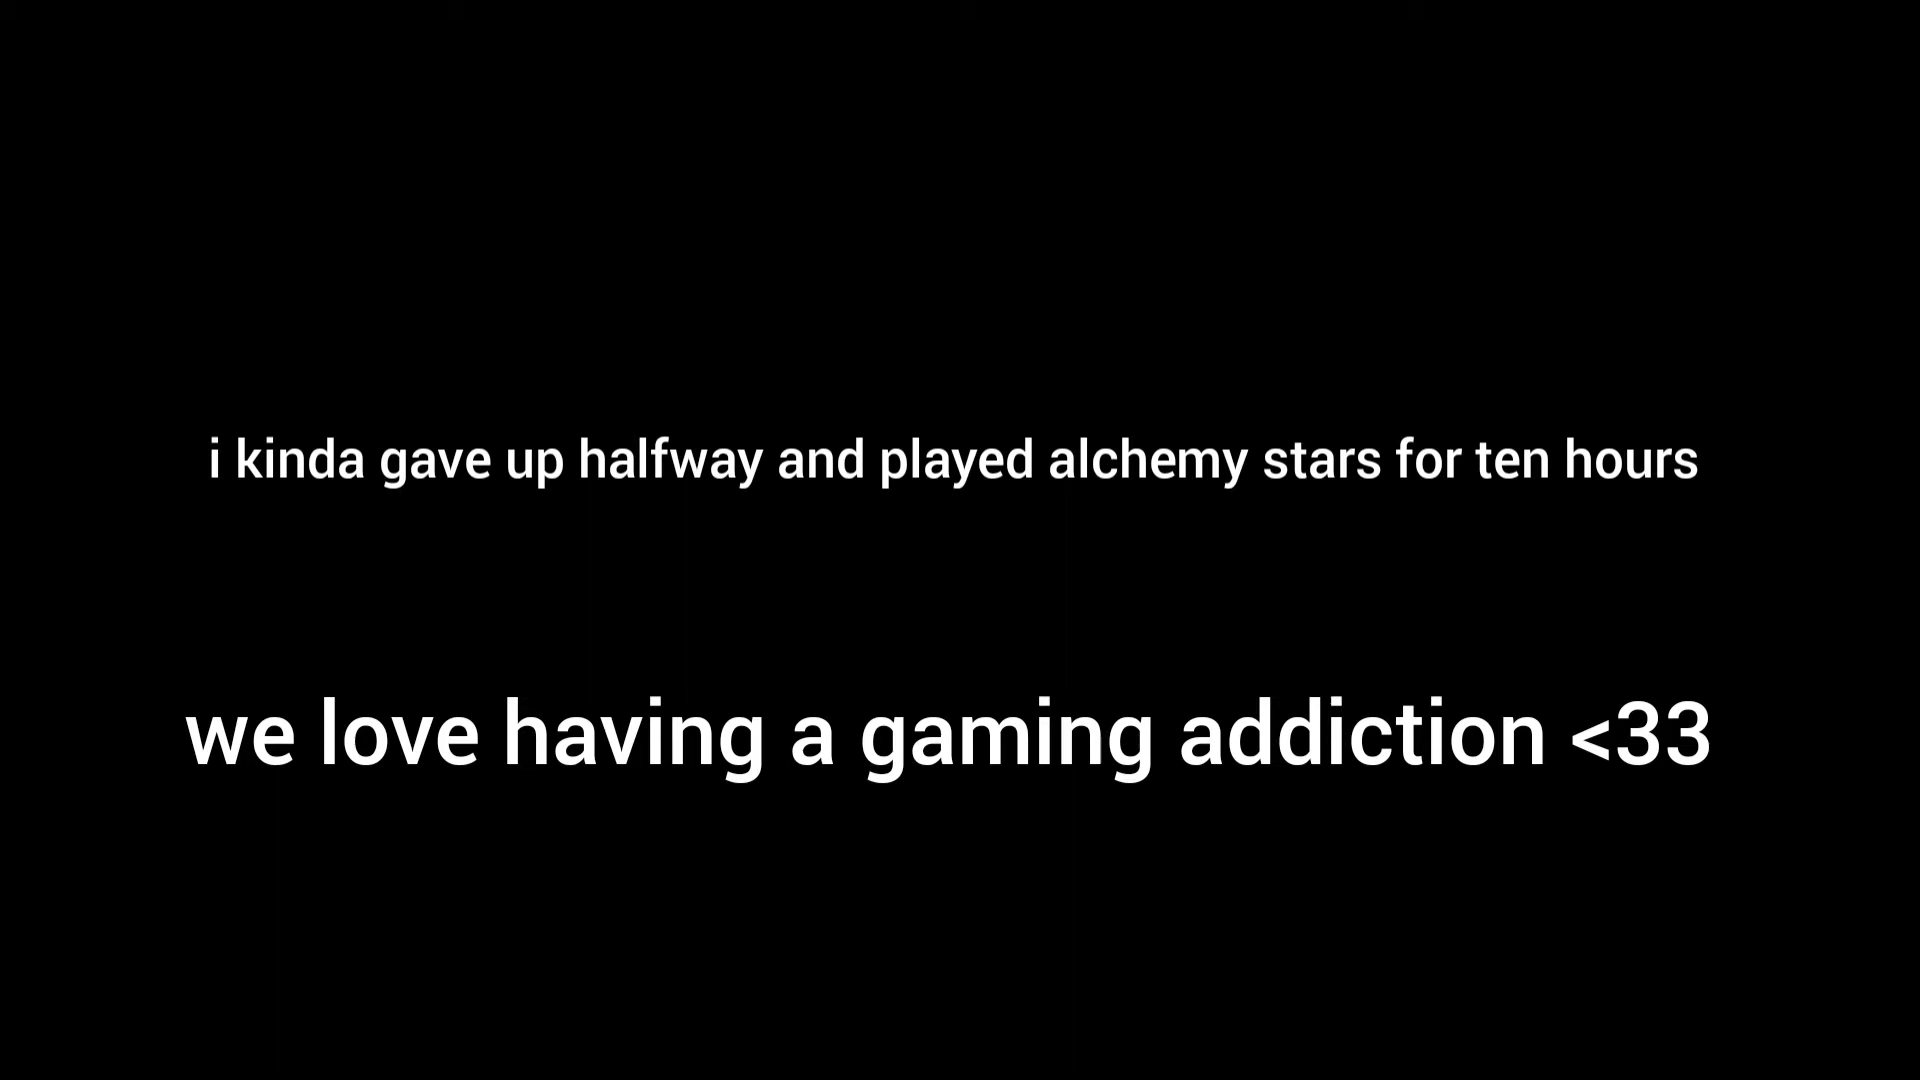 i kinda gave up halfway and played alchemy stars for ten hours
we love having a gaming addiction <33